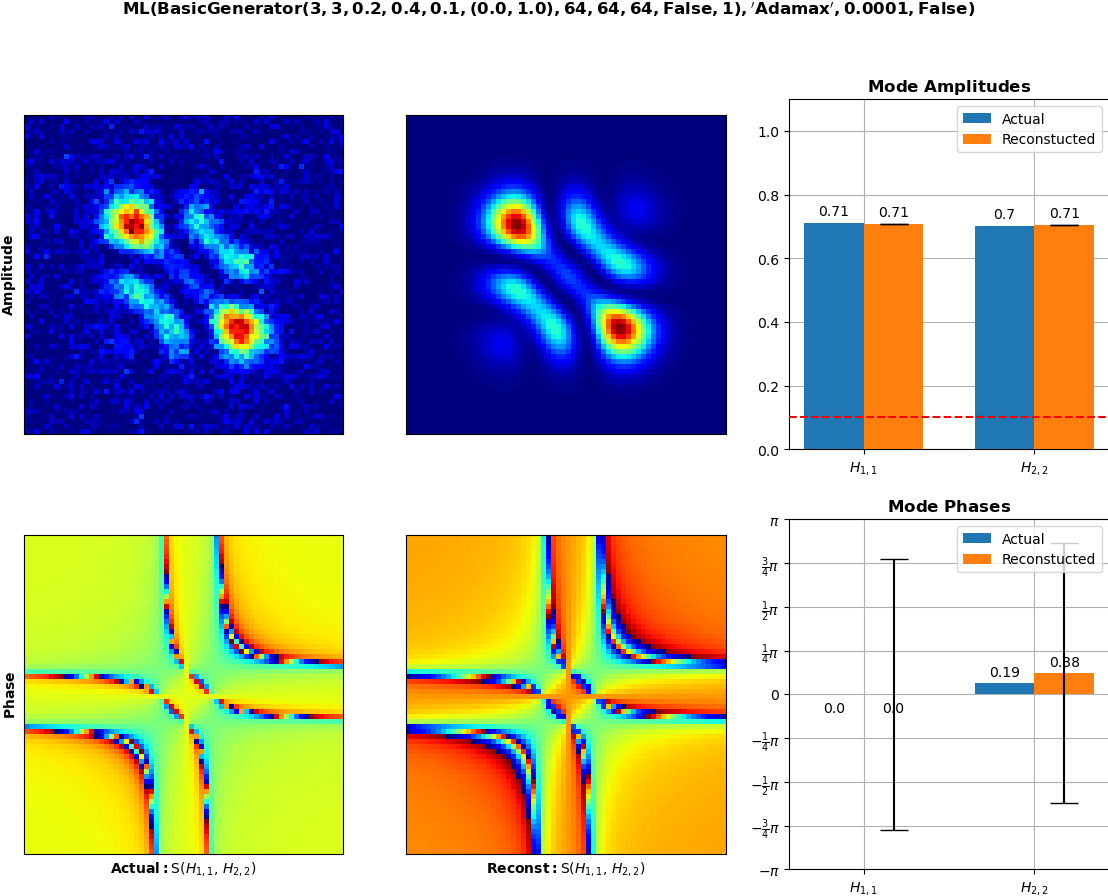 ML(BasicGenerator(3, 3, 0.2, 0.4, 0.1, (0.0, 1.0), 64, 64, 64, False, 1), ′Adamax′, 0.0001, False)
Amplitude
Mode Amplitudes
Actual
Reconstucted
1.0
0.8
0.6
0.4
0.2
0.0
0.71
0.71
0.7
0.71
H1, 1
H2, 2
Phase
Actual: S(H1, 1, H2, 2)
Reconst: S(H1, 1, H2, 2)
Mode Phases
Actual
Reconstucted
π
3/4π
1/2π
1/4π
0
−1/4π
−1/2π
−3/4π
−π
0.0
0.0
0.19
0.38
H1, 1
H2, 2